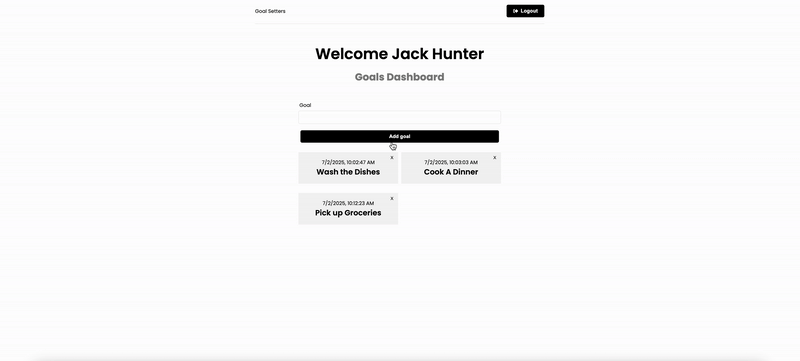 Goal Setters
Logout
Welcome Jack Hunter
Goals Dashboard
Goal
Add goal
x
7/2/2025, 10:02:47 AM
Wash the Dishes
x
7/2/2025, 10:03:03 AM
Cook A Dinner
x
7/2/2025, 10:12:23 AM
Pick up Groceries